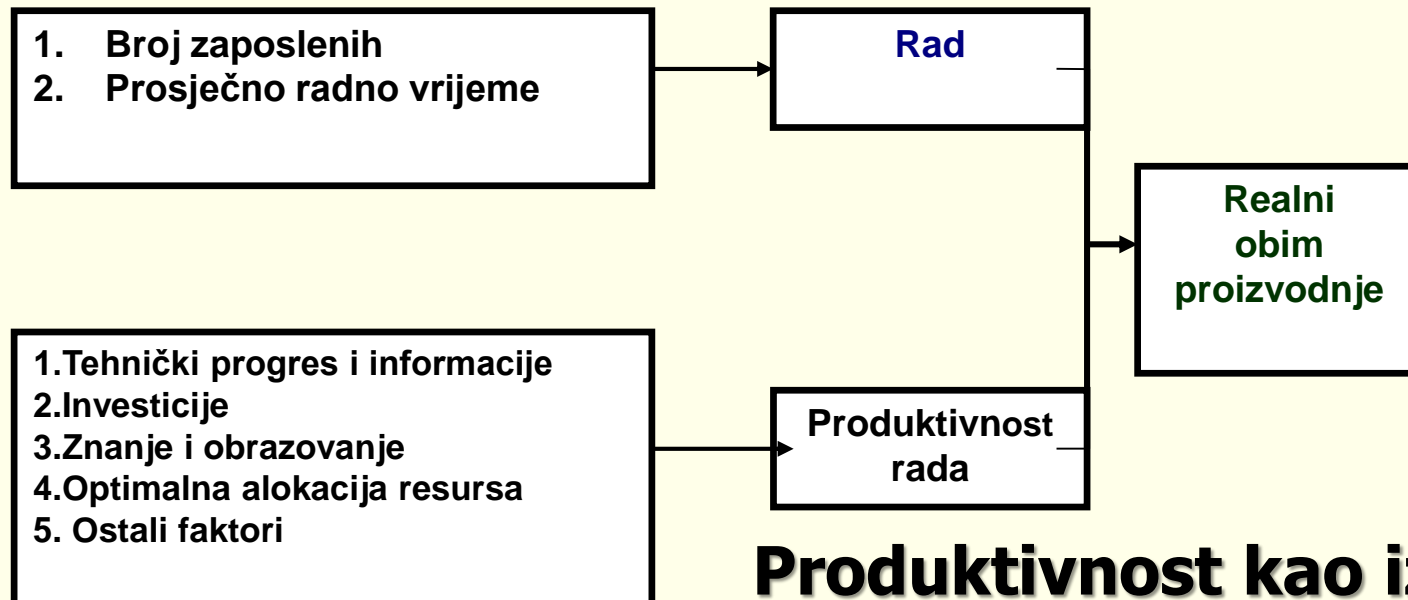 1. Broj zaposlenih
2. Prosječno radno vrijeme
Rad
Realni
obim
proizvodnje
1.Tehnički progres i informacije
2.Investicije
3.Znanje i obrazovanje
4.Optimalna alokacija resursa
5. Ostali faktori
Produktivnost
rada
Produktivnost kao